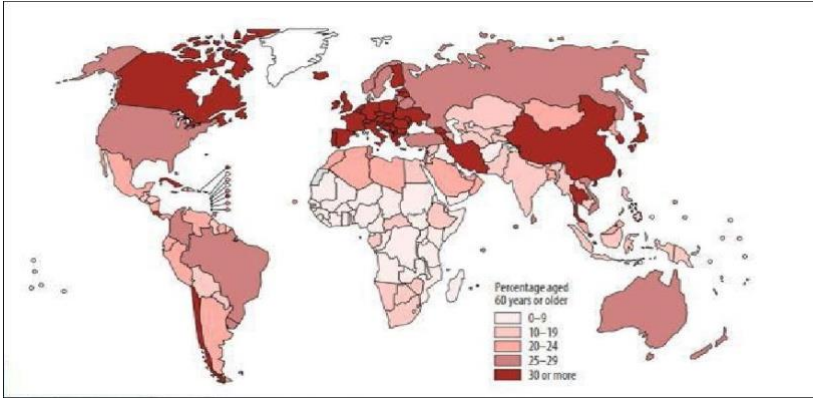 Percentage aged
60 years or older
0–9
10–19
20–24
25–29
30 or more